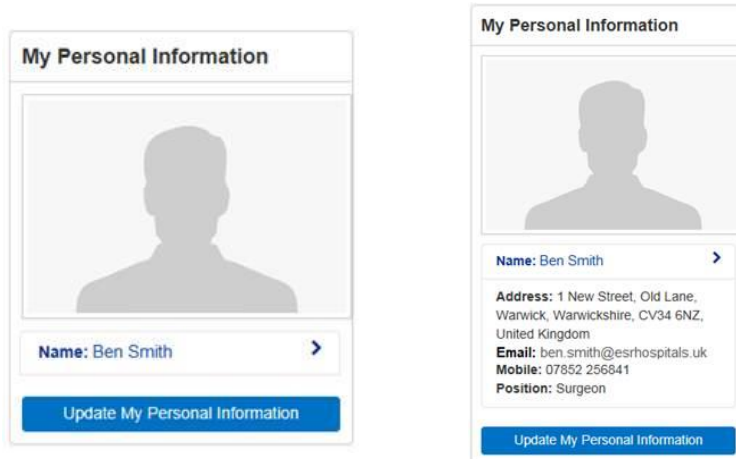 My Personal Information
Name: Ben Smith
Update My Personal Information
My Personal Information
Name: Ben Smith
Address: 1 New Street, Old Lane,
Warwick, Warwickshire, CV34 6NZ,
United Kingdom
Email: ben.smith@esrhospitals.uk
Mobile: 07852 256841
Position: Surgeon
Update My Personal Information